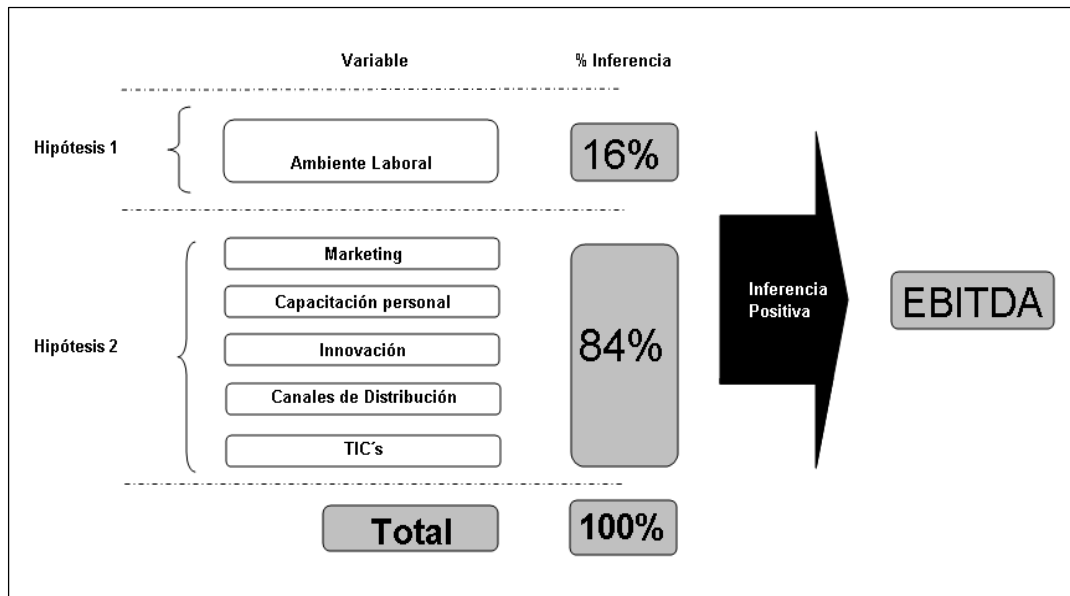 Variable % Inferencia
Hipótesis 1
Ambiente Laboral
16%
Hipótesis 2
Marketing
Capacitación personal
Innovación
Canales de Distribución
TIC´s
84%
Inferencia
Positiva
EBITDA
Total 100%